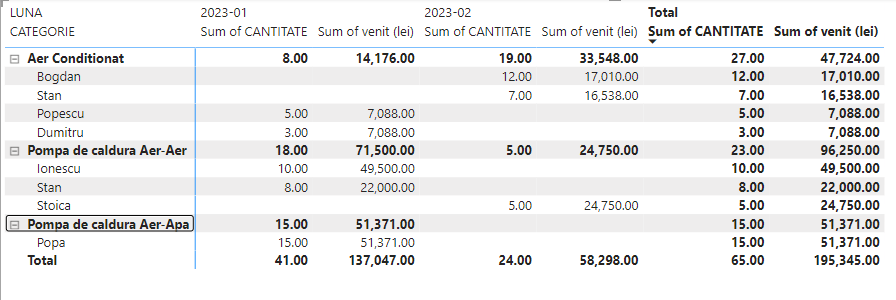 LUNA 2023-01 2023-02 Total
CATEGORIE Sum of CANTITATE Sum of venit (lei) Sum of CANTITATE Sum of venit (lei) Sum of CANTITATE Sum of venit (lei)
Aer Conditionat 8.00 14,176.00 19.00 33,548.00 27.00 47,724.00
Bogdan 12.00 17,010.00 12.00 17,010.00
Stan 7.00 16,538.00 7.00 16,538.00
Popescu 5.00 7,088.00 5.00 7,088.00
Dumitru 3.00 7,088.00 3.00 7,088.00
Pompa de caldura Aer-Aer 18.00 71,500.00 5.00 24,750.00 23.00 96,250.00
Ionescu 10.00 49,500.00 10.00 49,500.00
Stan 8.00 22,000.00 8.00 22,000.00
Stoica 5.00 24,750.00 5.00 24,750.00
Pompa de caldura Aer-Apa 15.00 51,371.00 15.00 51,371.00
Popa 15.00 51,371.00 15.00 51,371.00
Total 41.00 137,047.00 24.00 58,298.00 65.00 195,345.00